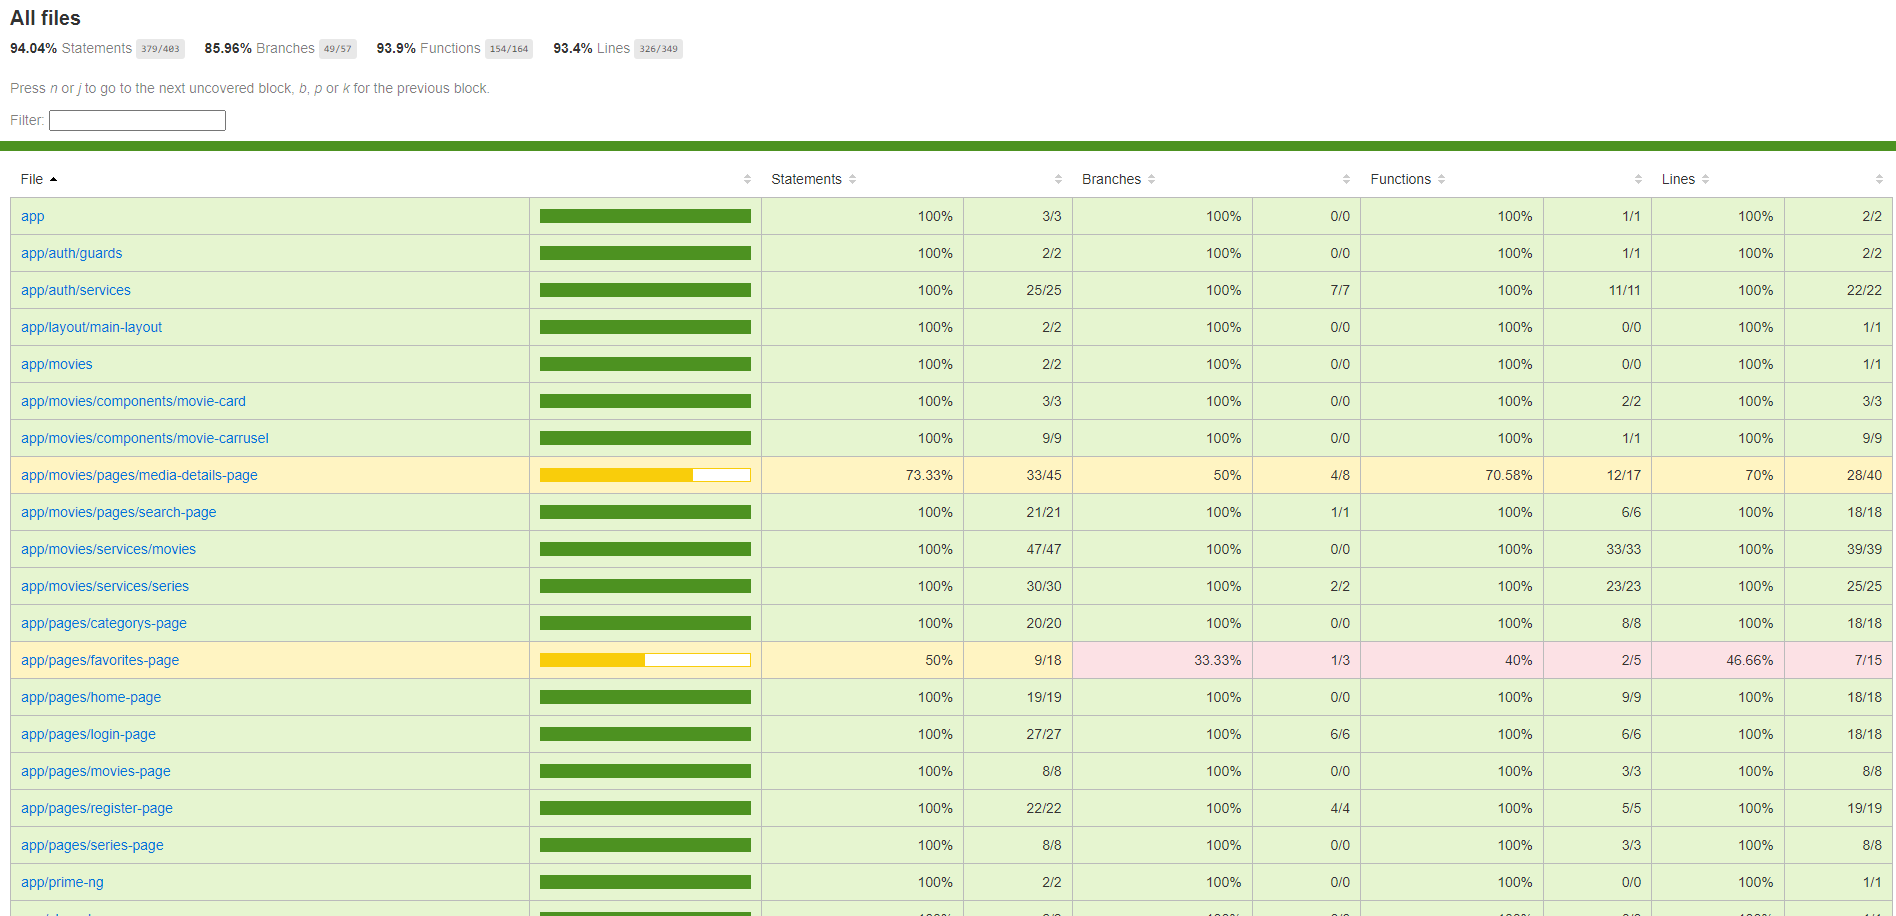 All files
94.04% Statements 379/403 85.96% Branches 49/57 93.9% Functions 154/164 93.4% Lines 326/349
Press n or j to go to the next uncovered block, b, p or k for the previous block.
Filter:
File Statements Branches Functions Lines
app 100% 3/3 100% 0/0 100% 1/1 100% 2/2
app/auth/guards 100% 2/2 100% 0/0 100% 1/1 100% 2/2
app/auth/services 100% 25/25 100% 7/7 100% 11/11 100% 22/22
app/layout/main-layout 100% 2/2 100% 0/0 100% 0/0 100% 1/1
app/movies 100% 2/2 100% 0/0 100% 0/0 100% 1/1
app/movies/components/movie-card 100% 3/3 100% 0/0 100% 2/2 100% 3/3
app/movies/components/movie-carrusel 100% 9/9 100% 0/0 100% 1/1 100% 9/9
app/movies/pages/media-details-page 73.33% 33/45 50% 4/8 70.58% 12/17 70% 28/40
app/movies/pages/search-page 100% 21/21 100% 1/1 100% 6/6 100% 18/18
app/movies/services/movies 100% 47/47 100% 0/0 100% 33/33 100% 39/39
app/movies/services/series 100% 30/30 100% 2/2 100% 23/23 100% 25/25
app/pages/categorys-page 100% 20/20 100% 0/0 100% 8/8 100% 18/18
app/pages/favorites-page 50% 9/18 33.33% 1/3 40% 2/5 46.66% 7/15
app/pages/home-page 100% 19/19 100% 0/0 100% 9/9 100% 18/18
app/pages/login-page 100% 27/27 100% 6/6 100% 6/6 100% 18/18
app/pages/movies-page 100% 8/8 100% 0/0 100% 3/3 100% 8/8
app/pages/register-page 100% 22/22 100% 4/4 100% 5/5 100% 19/19
app/pages/series-page 100% 8/8 100% 0/0 100% 3/3 100% 8/8
app/prime-ng 100% 2/2 100% 0/0 100% 0/0 100% 1/1